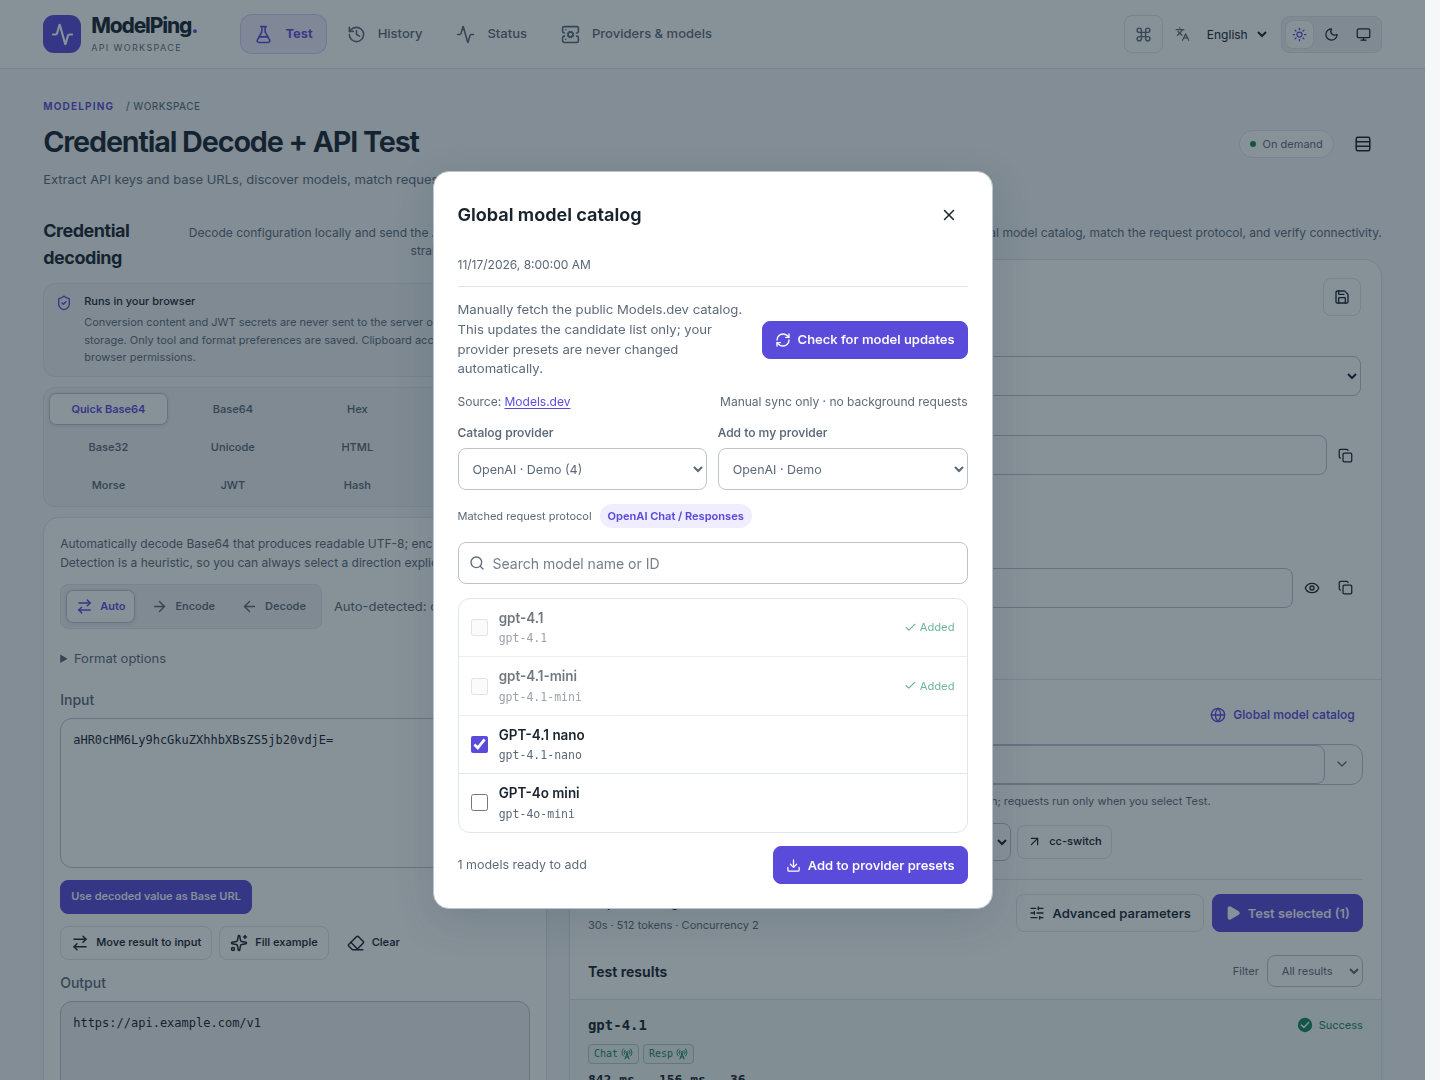 ModelPing.
API WORKSPACE
Test
History
Status
Providers & models
English
MODELPING / WORKSPACE
Credential Decode + API Test
On demand
Extract API keys and base URLs, discover models, match
Credential decoding
Decode configuration locally and send the
model catalog, match the request protocol, and verify connectivity.
Runs in your browser
Conversion content and JWT secrets are never sent to the server
storage. Only tool and format preferences are saved. Clipboard
browser permissions.
Quick Base64
Base64
Hex
Base32
Unicode
HTML
Morse
JWT
Hash
Automatically decode Base64 that produces readable UTF-8;
Detection is a heuristic, so you can always select a direction
Auto
Encode
Decode
Auto-detected:
Format options
Input
aHR0cHM6Ly9hcGkuZXhhbXBsZS5jb20vdjE=
Use decoded value as Base URL
Move result to input
Fill example
Clear
Output
https://api.example.com/v1
Global model catalog
11/17/2026, 8:00:00 AM
Manually fetch the public Models.dev catalog.
This updates the candidate list only; your
provider presets are never changed
automatically.
Check for model updates
Source: Models.dev
Manual sync only · no background requests
Catalog provider
Add to my provider
OpenAI · Demo (4)
OpenAI · Demo
Matched request protocol
OpenAI Chat / Responses
Search model name or ID
gpt-4.1
gpt-4.1
Added
gpt-4.1-mini
gpt-4.1-mini
Added
GPT-4.1 nano
gpt-4.1-nano
GPT-4o mini
gpt-4o-mini
1 models ready to add
Add to provider presets
Global model catalog
; requests run only when you select Test.
cc-switch
Advanced parameters
Test selected (1)
30s · 512 tokens · Concurrency 2
Test results
Filter
All results
gpt-4.1
Success
Chat
Resp
842 ms
156 ms
36